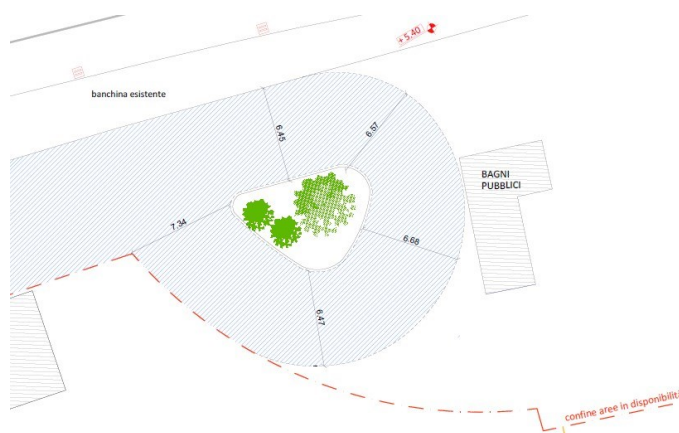 +5.40
banchina esistente
6.45
6.57
BAGNI
PUBBLICI
7.34
6.68
6.47
confine aree in disponibilit